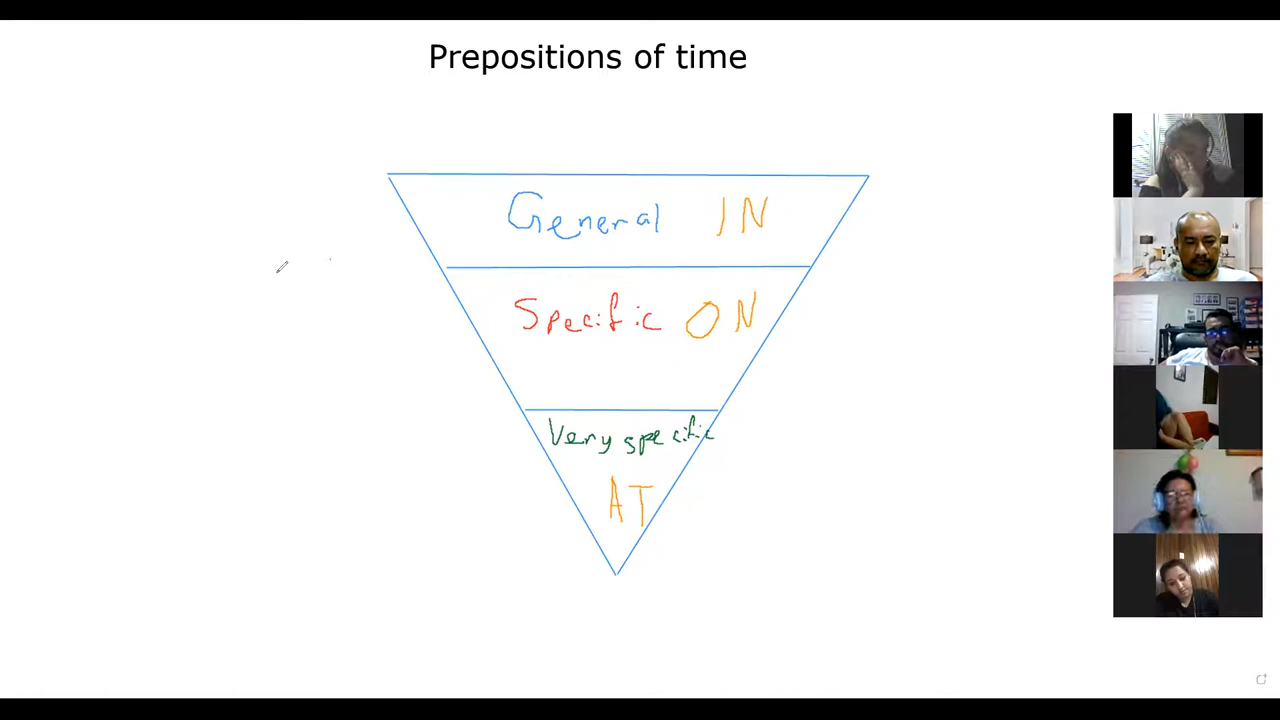 Prepositions of time
General IN
Specific ON
Very specific
AT